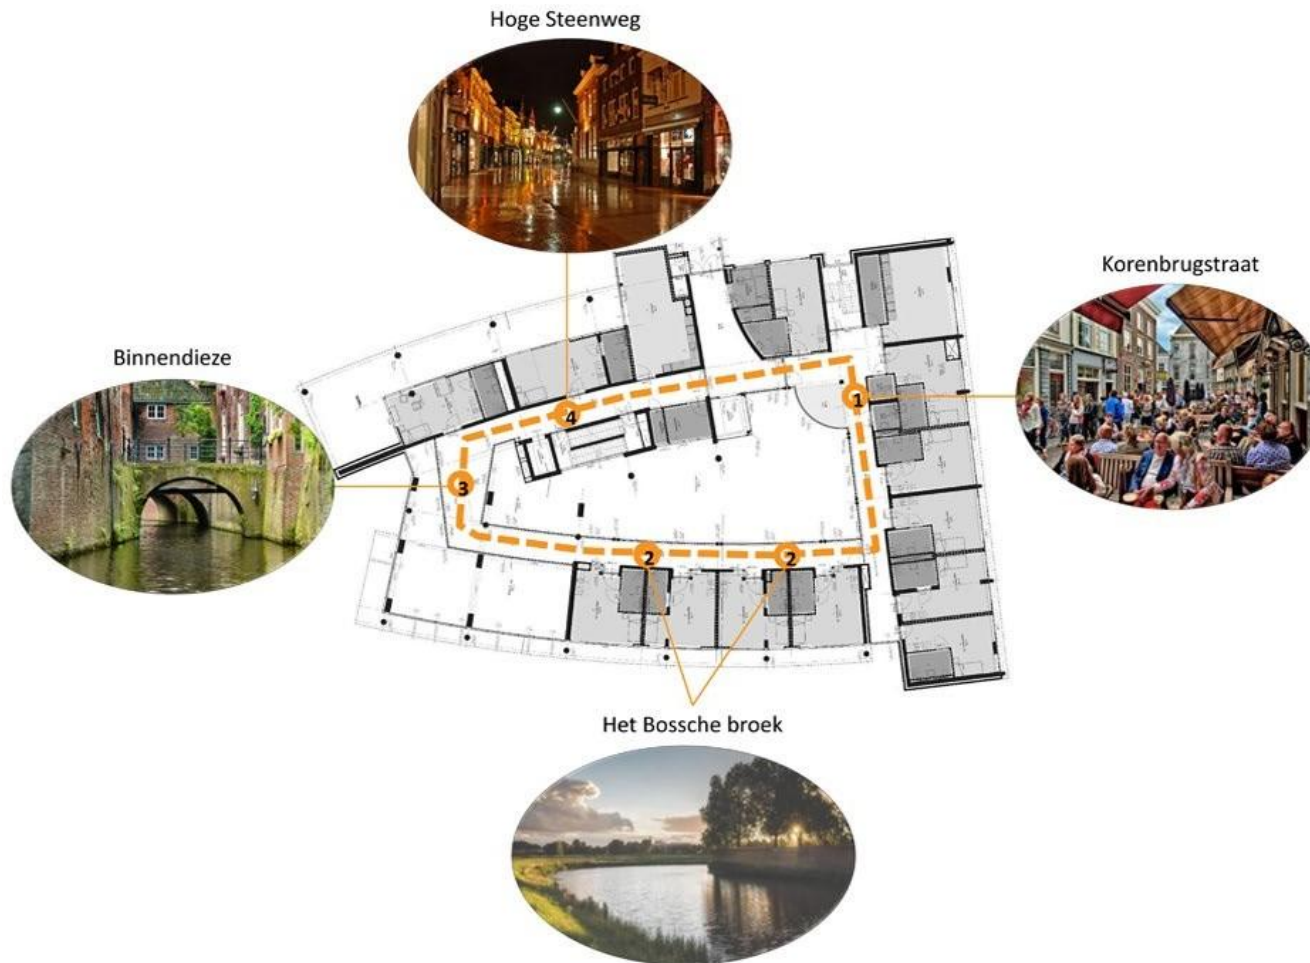 Hoge Steenweg
Korenbrugstraat
Binnendieze
4
1
3
2
2
Het Bossche broek